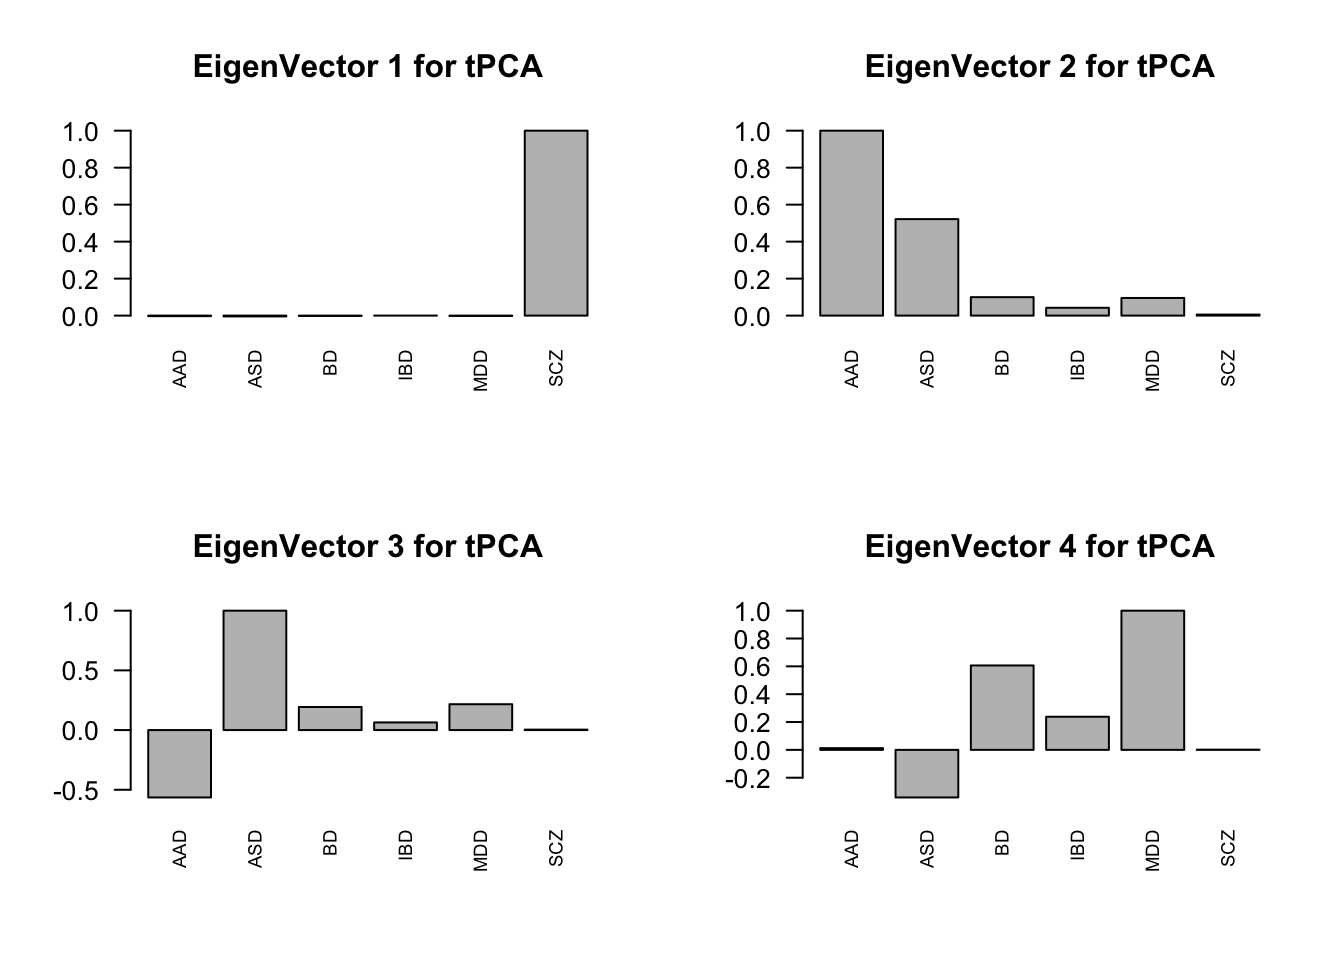 EigenVector 1 for tPCA
1.0
0.8
0.6
0.4
0.2
0.0
AAD ASD BD IBD MDD SCZ
EigenVector 2 for tPCA
1.0
0.8
0.6
0.4
0.2
0.0
AAD ASD BD IBD MDD SCZ
EigenVector 3 for tPCA
1.0
0.5
0.0
-0.5
AAD ASD BD IBD MDD SCZ
EigenVector 4 for tPCA
1.0
0.8
0.6
0.4
0.2
0.0
-0.2
AAD ASD BD IBD MDD SCZ